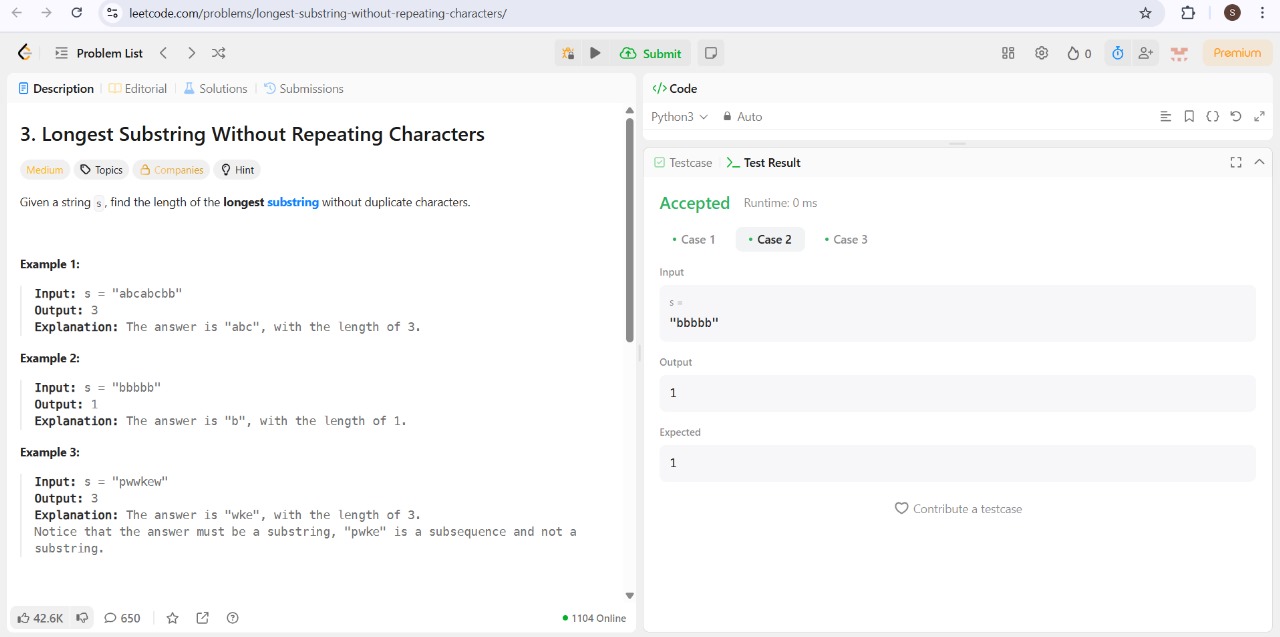 leetcode.com/problems/longest-substring-without-repeating-characters/
S
Problem List
Submit
0
Premium
Description
Editorial
Solutions
Submissions
3. Longest Substring Without Repeating Characters
Medium
Topics
Companies
Hint
Given a string s, find the length of the longest substring without duplicate characters.
Example 1:
Input: s = "abcabcbb"
Output: 3
Explanation: The answer is "abc", with the length of 3.
Example 2:
Input: s = "bbbbb"
Output: 1
Explanation: The answer is "b", with the length of 1.
Example 3:
Input: s = "pwwkew"
Output: 3
Explanation: The answer is "wke", with the length of 3.
Notice that the answer must be a substring, "pwke" is a subsequence and not a
substring.
42.6K
650
1104 Online
</> Code
Python3
Auto
Testcase
>_ Test Result
Accepted Runtime: 0 ms
• Case 1
• Case 2
• Case 3
Input
s =
"bbbbb"
Output
1
Expected
1
Contribute a testcase